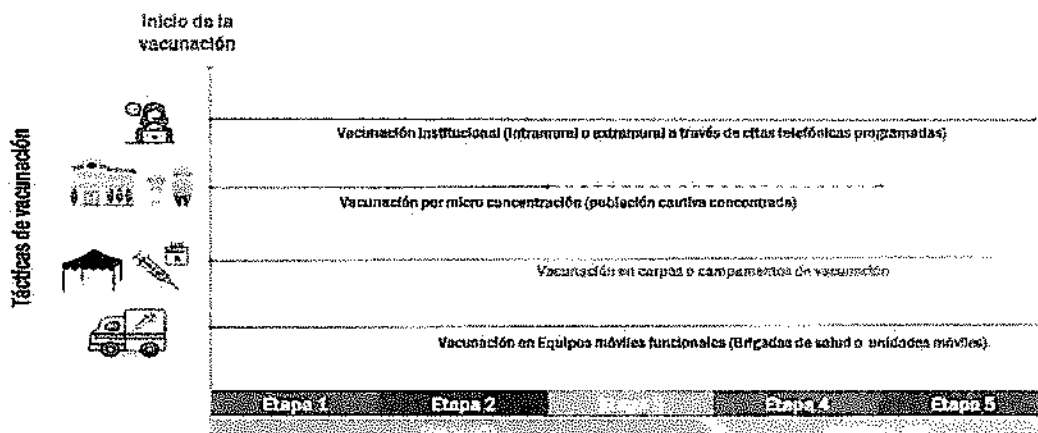 Inicio de la
vacunación
Tácticas de vacunación
Vacunación Institucional (Intramural o extramural a través de citas telefónicas programadas)
Vacunación por micro concentración (población cautiva concentrada)
Vacunación en carpas o campamentos de vacunación
Vacunación en Equipos móviles funcionales (Brigadas de salud o unidades móviles).
Etapa 1 Etapa 2 Etapa 4 Etapa 5